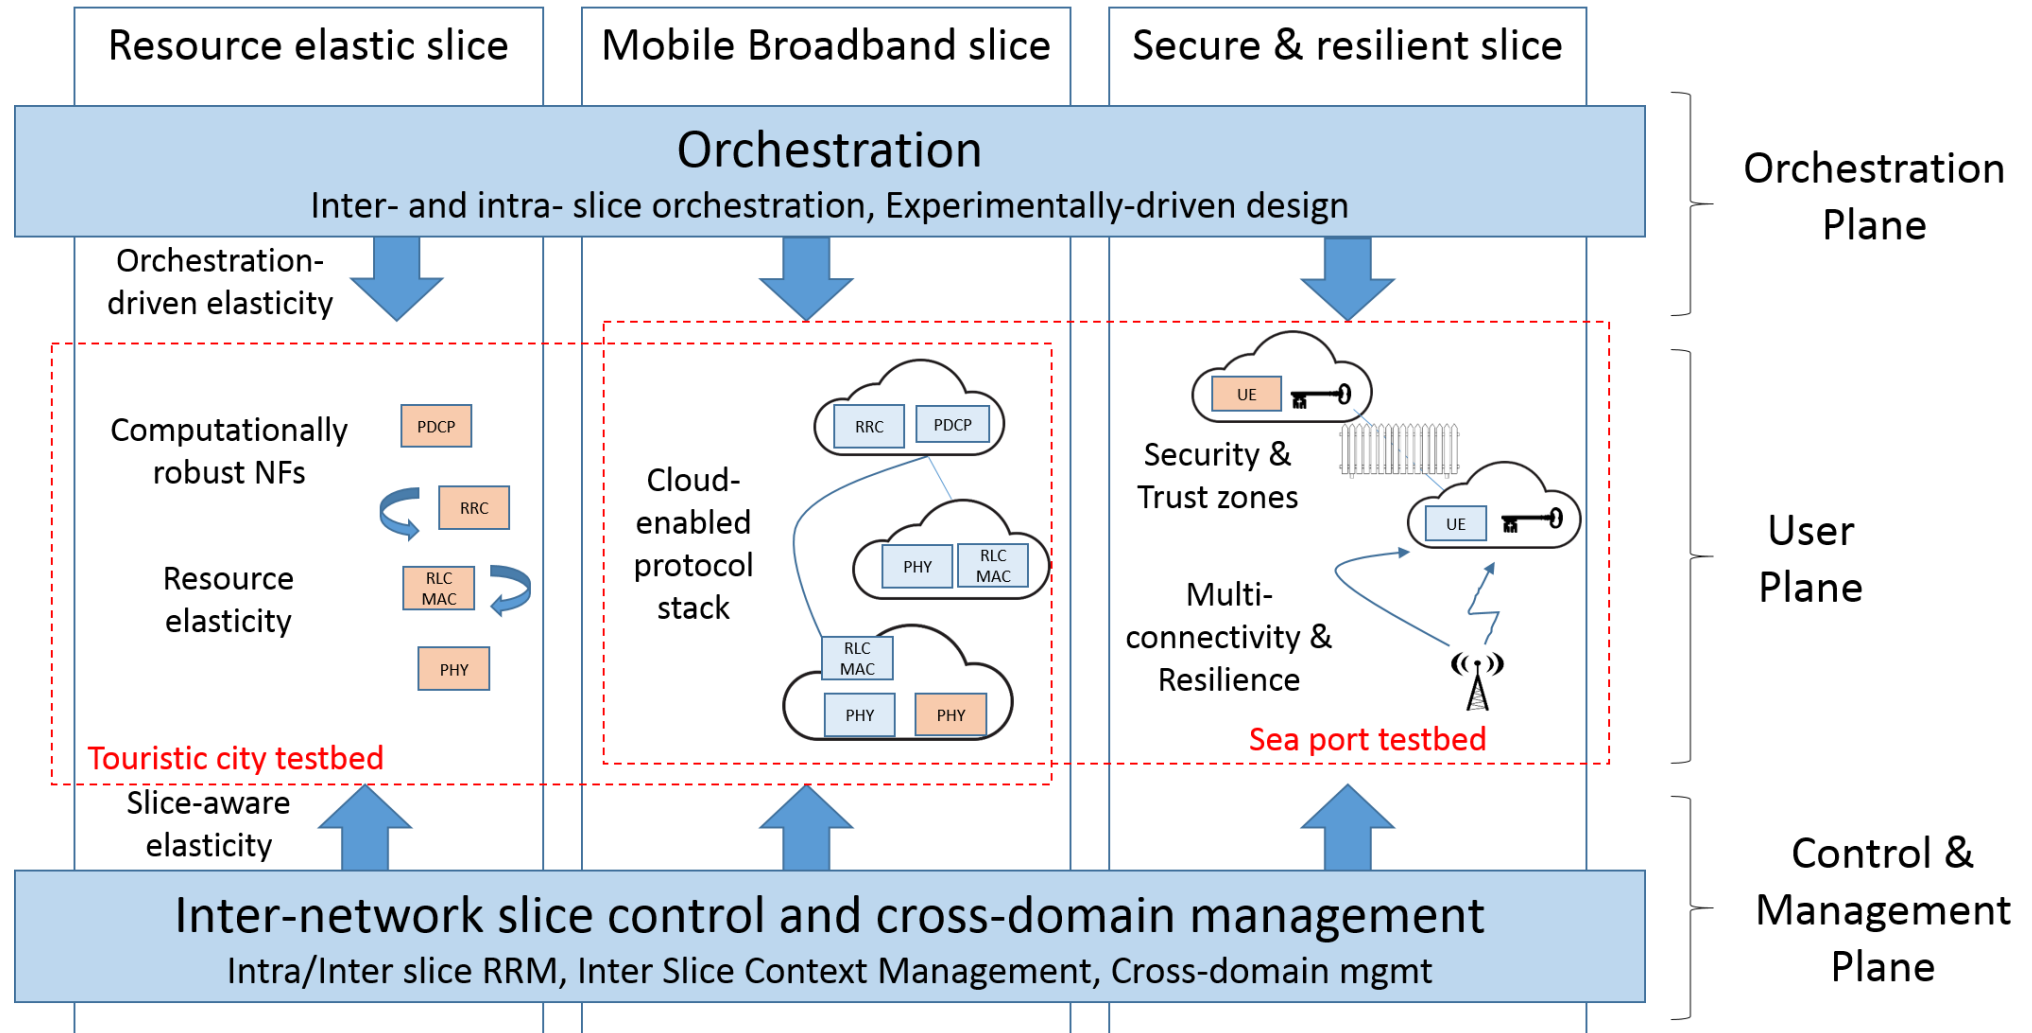 Resource elastic slice
Mobile Broadband slice
Secure & resilient slice
Orchestration
Inter- and intra- slice orchestration, Experimentally-driven design
Orchestration
Plane
Orchestration-
driven elasticity
Computationally
robust NFs
Resource
elasticity
PDCP
RRC
RLC
MAC
PHY
Touristic city testbed
Cloud-
enabled
protocol
stack
RRC
PDCP
PHY
RLC
MAC
RLC
MAC
PHY
PHY
UE
Security &
Trust zones
UE
Multi-
connectivity &
Resilience
Sea port testbed
User
Plane
Slice-aware
elasticity
Inter-network slice control and cross-domain management
Intra/Inter slice RRM, Inter Slice Context Management, Cross-domain mgmt
Control &
Management
Plane